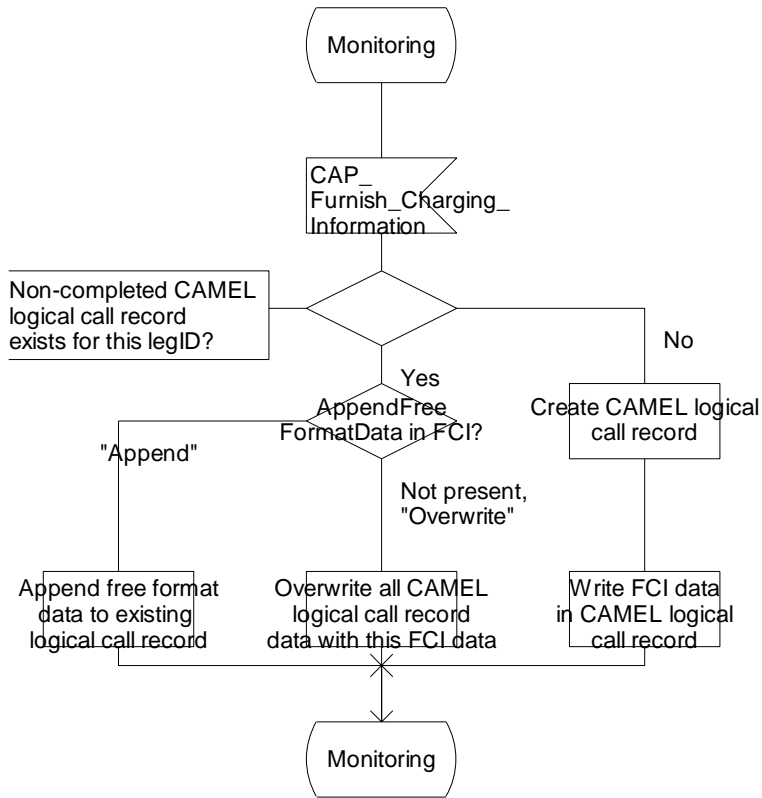 Monitoring
CAP_
Furnish_Charging_
Information
Non-completed CAMEL
logical call record
exists for this legID?
No
Yes
AppendFree
FormatData in FCI?
Create CAMEL logical
call record
"Append"
Not present,
"Overwrite"
Append free format
data to existing
logical call record
Overwrite all CAMEL
logical call record
data with this FCI data
Write FCI data
in CAMEL logical
call record
Monitoring